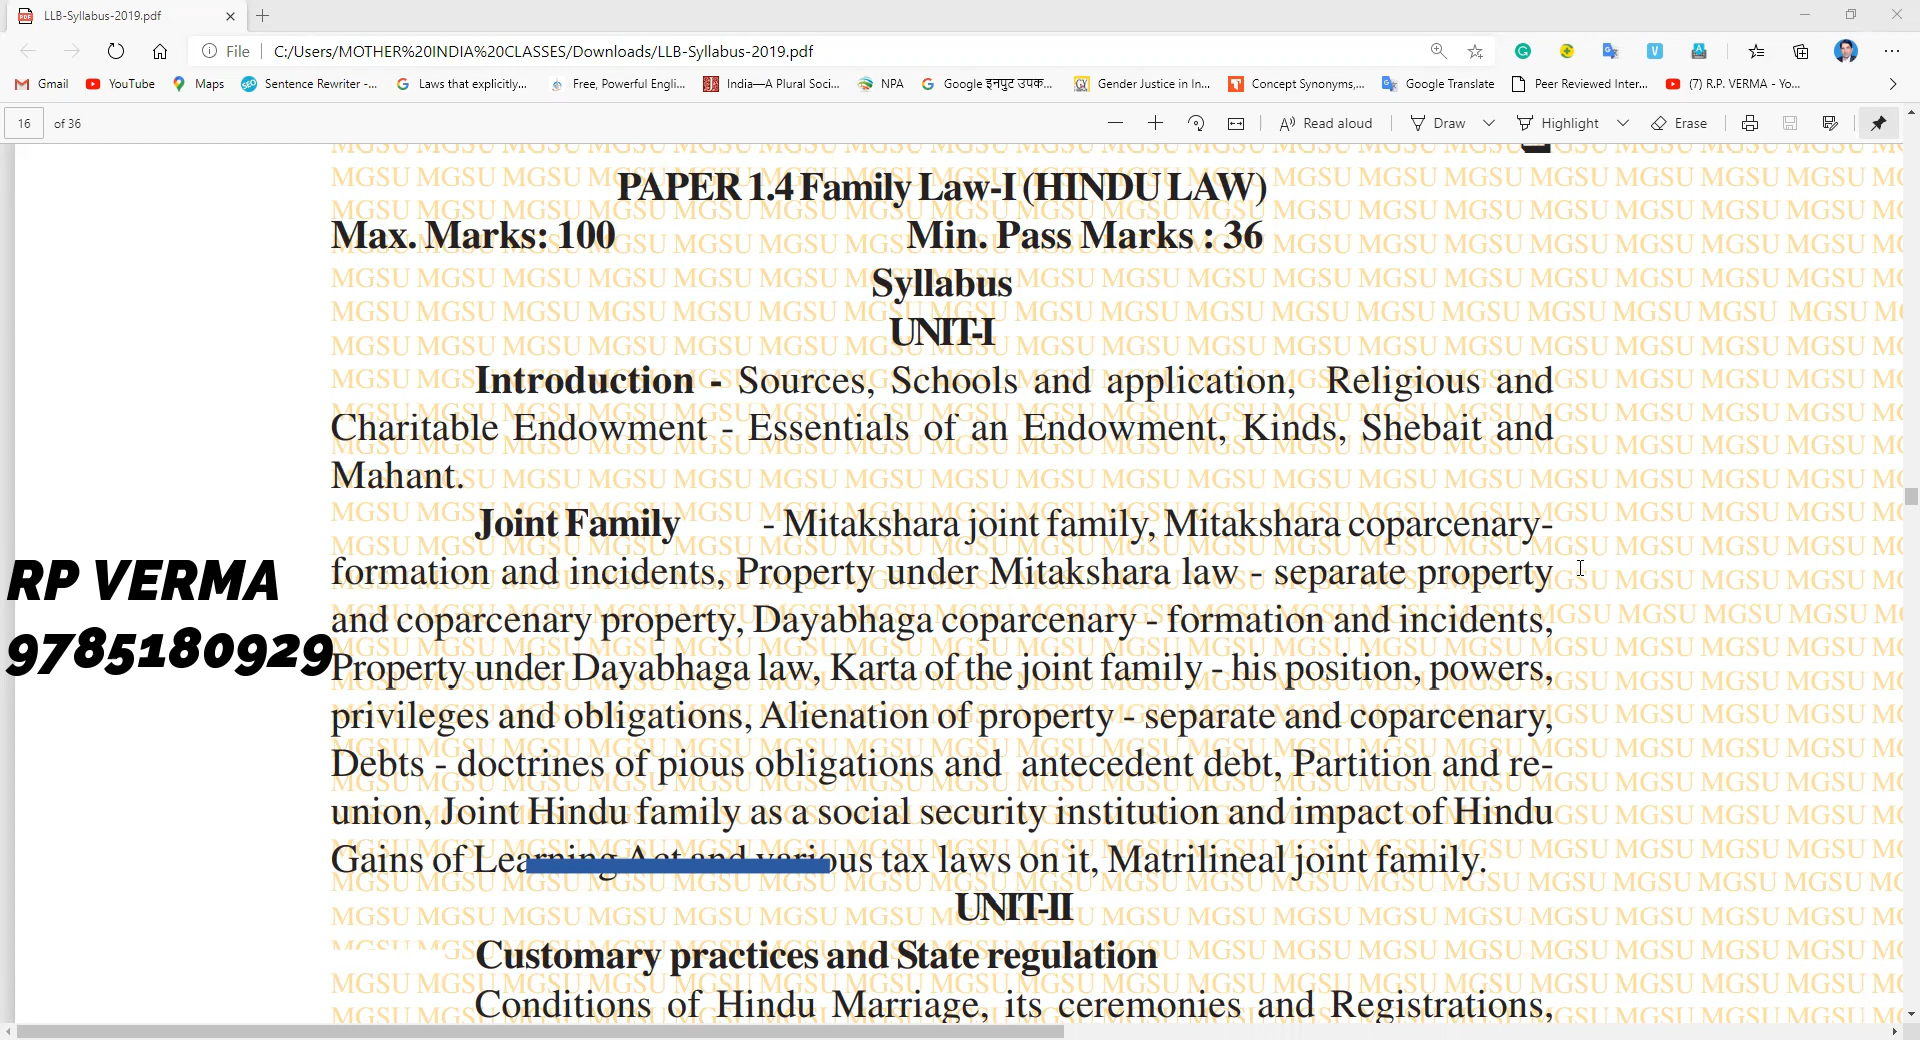 LLB-Syllabus-2019.pdf
File C:/Users/MOTHER%20INDIA%20CLASSES/Downloads/LLB-Syllabus-2019.pdf
Gmail YouTube Maps Sentence Rewriter -... Laws that explicitly... Free, Powerful Engli... India—A Plural Soci... NPA Google इनपुट उपक... Gender Justice in In... Concept Synonyms,... Google Translate Peer Reviewed Inter... (7) R.P. VERMA - Yo...
16 of 36 Read aloud Draw Highlight Erase
PAPER 1.4 Family Law-I (HINDU LAW)
Max. Marks: 100 Min. Pass Marks : 36
Syllabus
UNIT-I
Introduction - Sources, Schools and application, Religious and
Charitable Endowment - Essentials of an Endowment, Kinds, Shebait and
Mahant.
Joint Family - Mitakshara joint family, Mitakshara coparcenary-
formation and incidents, Property under Mitakshara law - separate property
and coparcenary property, Dayabhaga coparcenary - formation and incidents,
Property under Dayabhaga law, Karta of the joint family - his position, powers,
privileges and obligations, Alienation of property - separate and coparcenary,
Debts - doctrines of pious obligations and antecedent debt, Partition and re-
union, Joint Hindu family as a social security institution and impact of Hindu
Gains of Learning Act and various tax laws on it, Matrilineal joint family.
UNIT-II
Customary practices and State regulation
Conditions of Hindu Marriage, its ceremonies and Registrations,
RP VERMA
9785180929